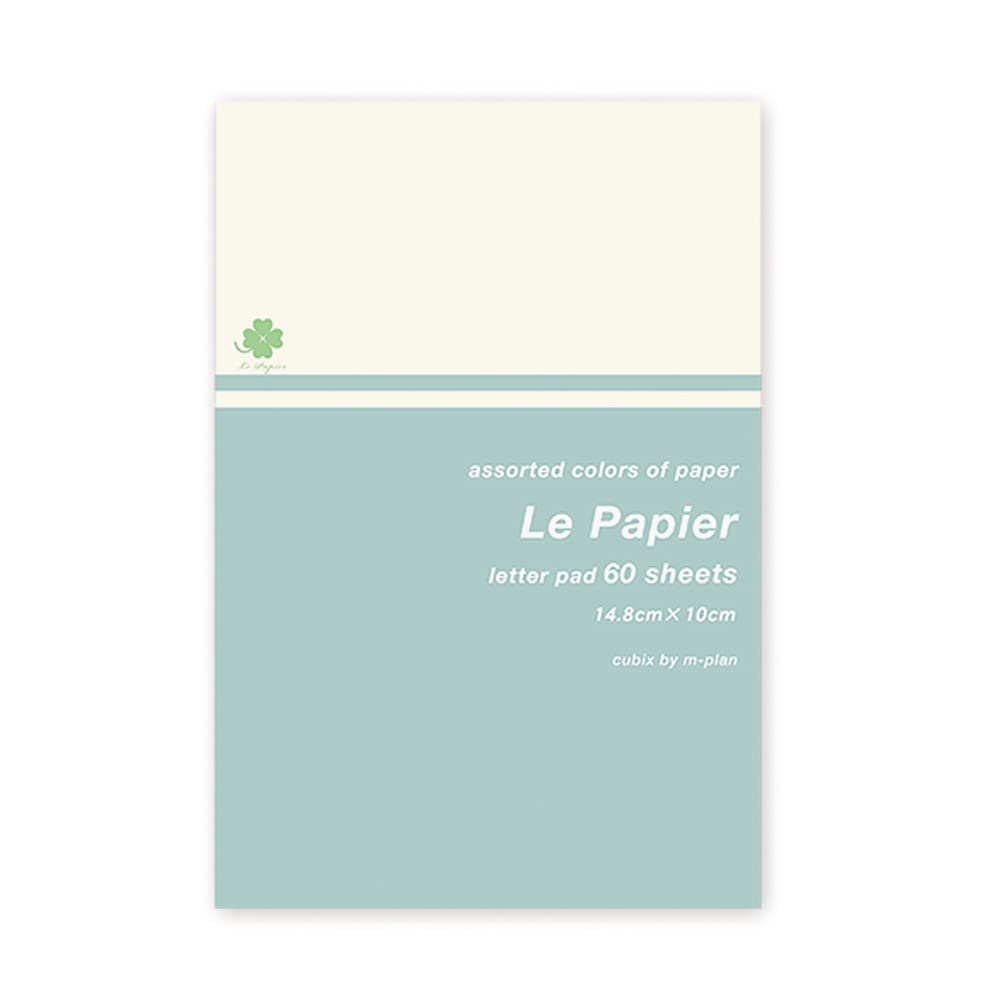 Le Papier
assorted colors of paper
Le Papier
letter pad 60 sheets
14.8cm×10cm
cubix by m-plan